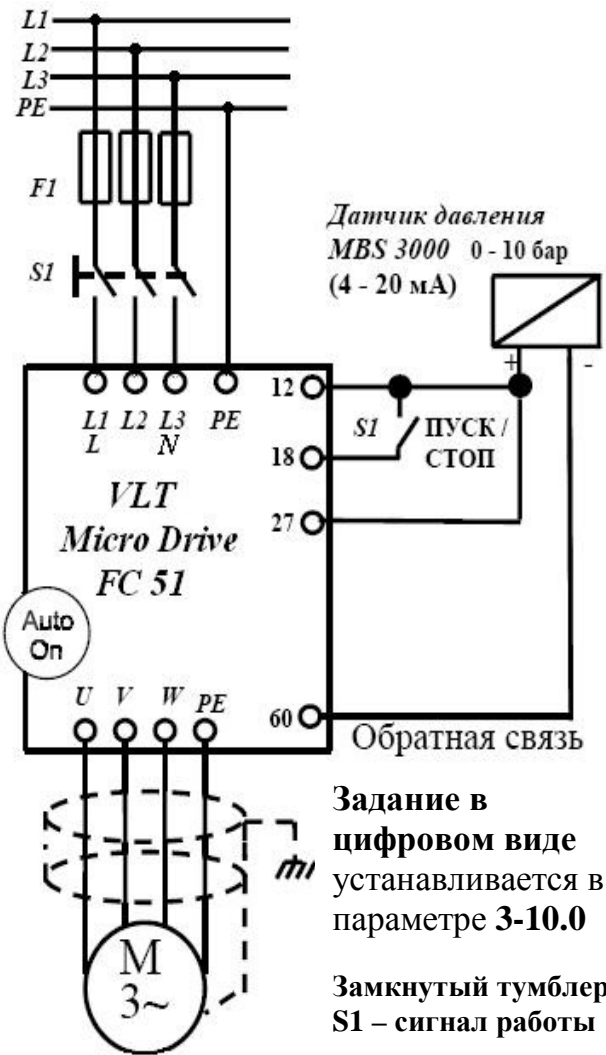 L1
L2
L3
PE
F1
S1
Датчик давления
MBS 3000 0 - 10 бар
(4 - 20 мА)
+ -
L1 L2 L3 PE
L N
12
S1 ПУСК /
СТОП
18
27
VLT
Micro Drive
FC 51
Auto
On
U V W PE
60
Обратная связь
Задание в
цифровом виде
устанавливается в
параметре 3-10.0
M
3~
Замкнутый тумблер
S1 – сигнал работы